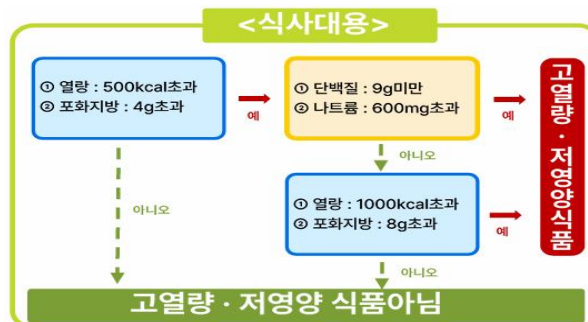 <식사대용>
① 열량 : 500kcal초과
② 포화지방 : 4g초과
예
① 단백질 : 9g미만
② 나트륨 : 600mg초과
예
고열량 · 저영양식품
아니오
아니오
① 열량 : 1000kcal초과
② 포화지방 : 8g초과
예
아니오
고열량 · 저영양 식품아님